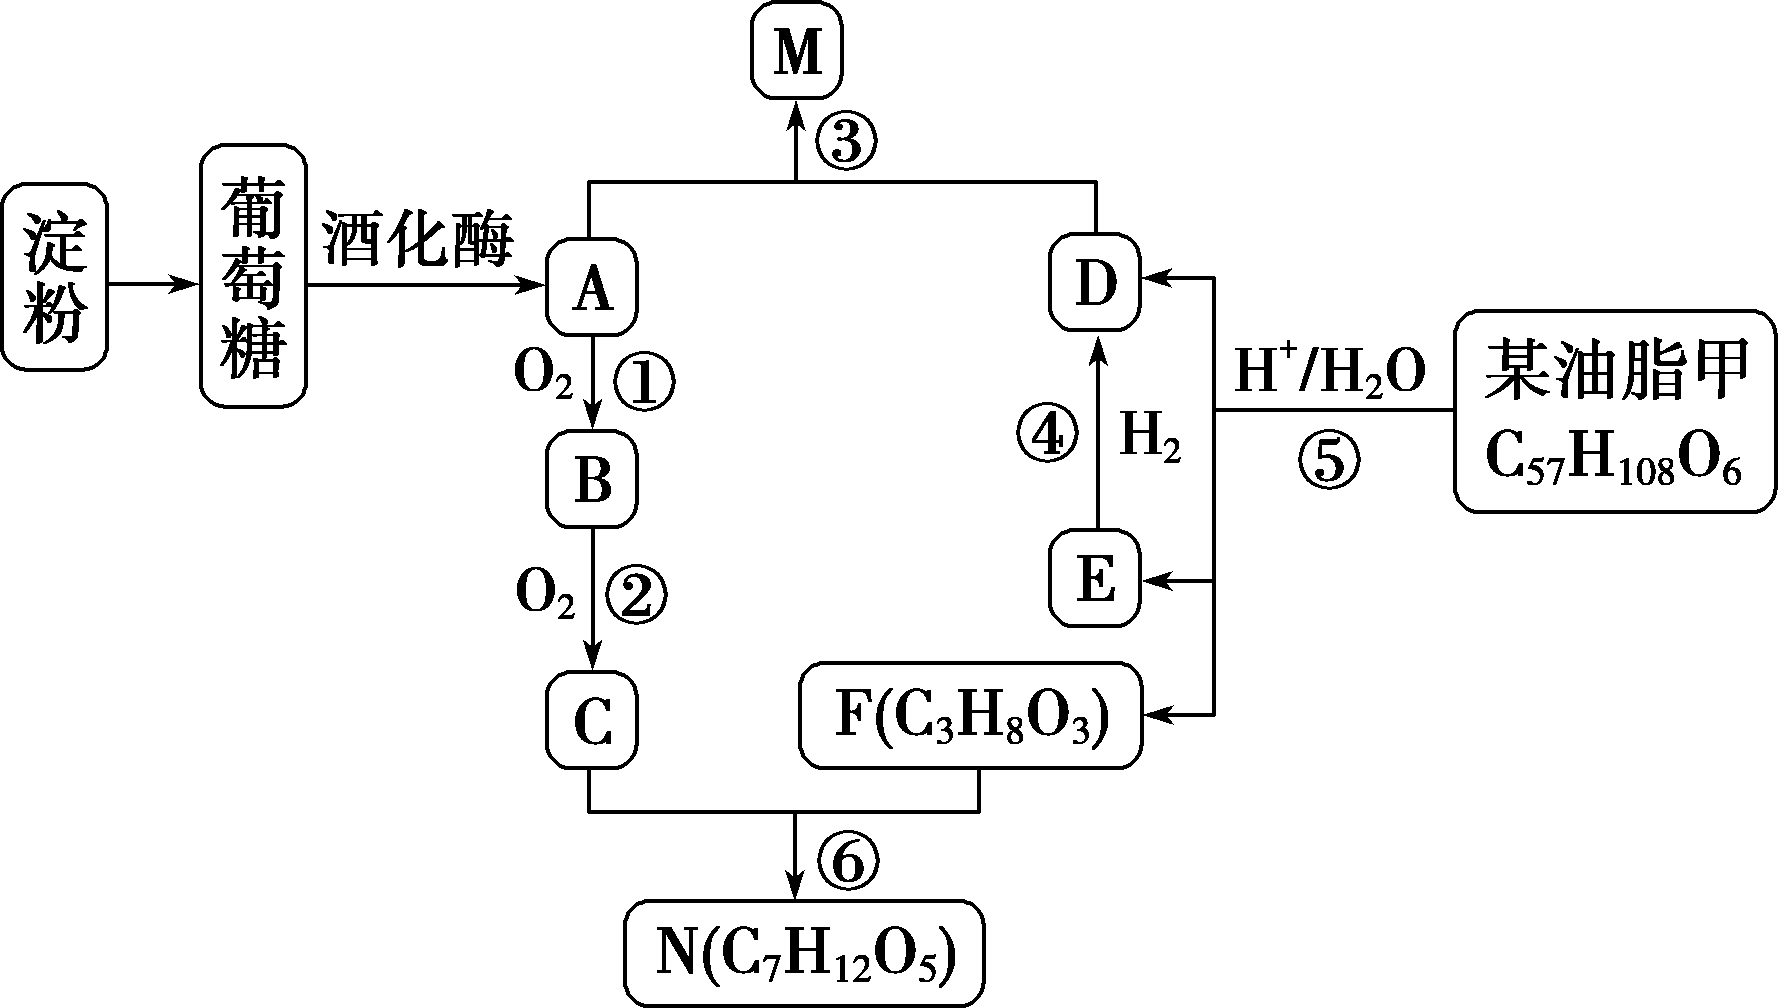 M
③
淀粉
葡萄糖
酒化酶
A
D
O₂
①
H⁺/H₂O
某油脂甲
④
H₂
⑤
C₅₇H₁₀₈O₆
B
O₂
②
E
C
F(C₃H₈O₃)
⑥
N(C₇H₁₂O₅)